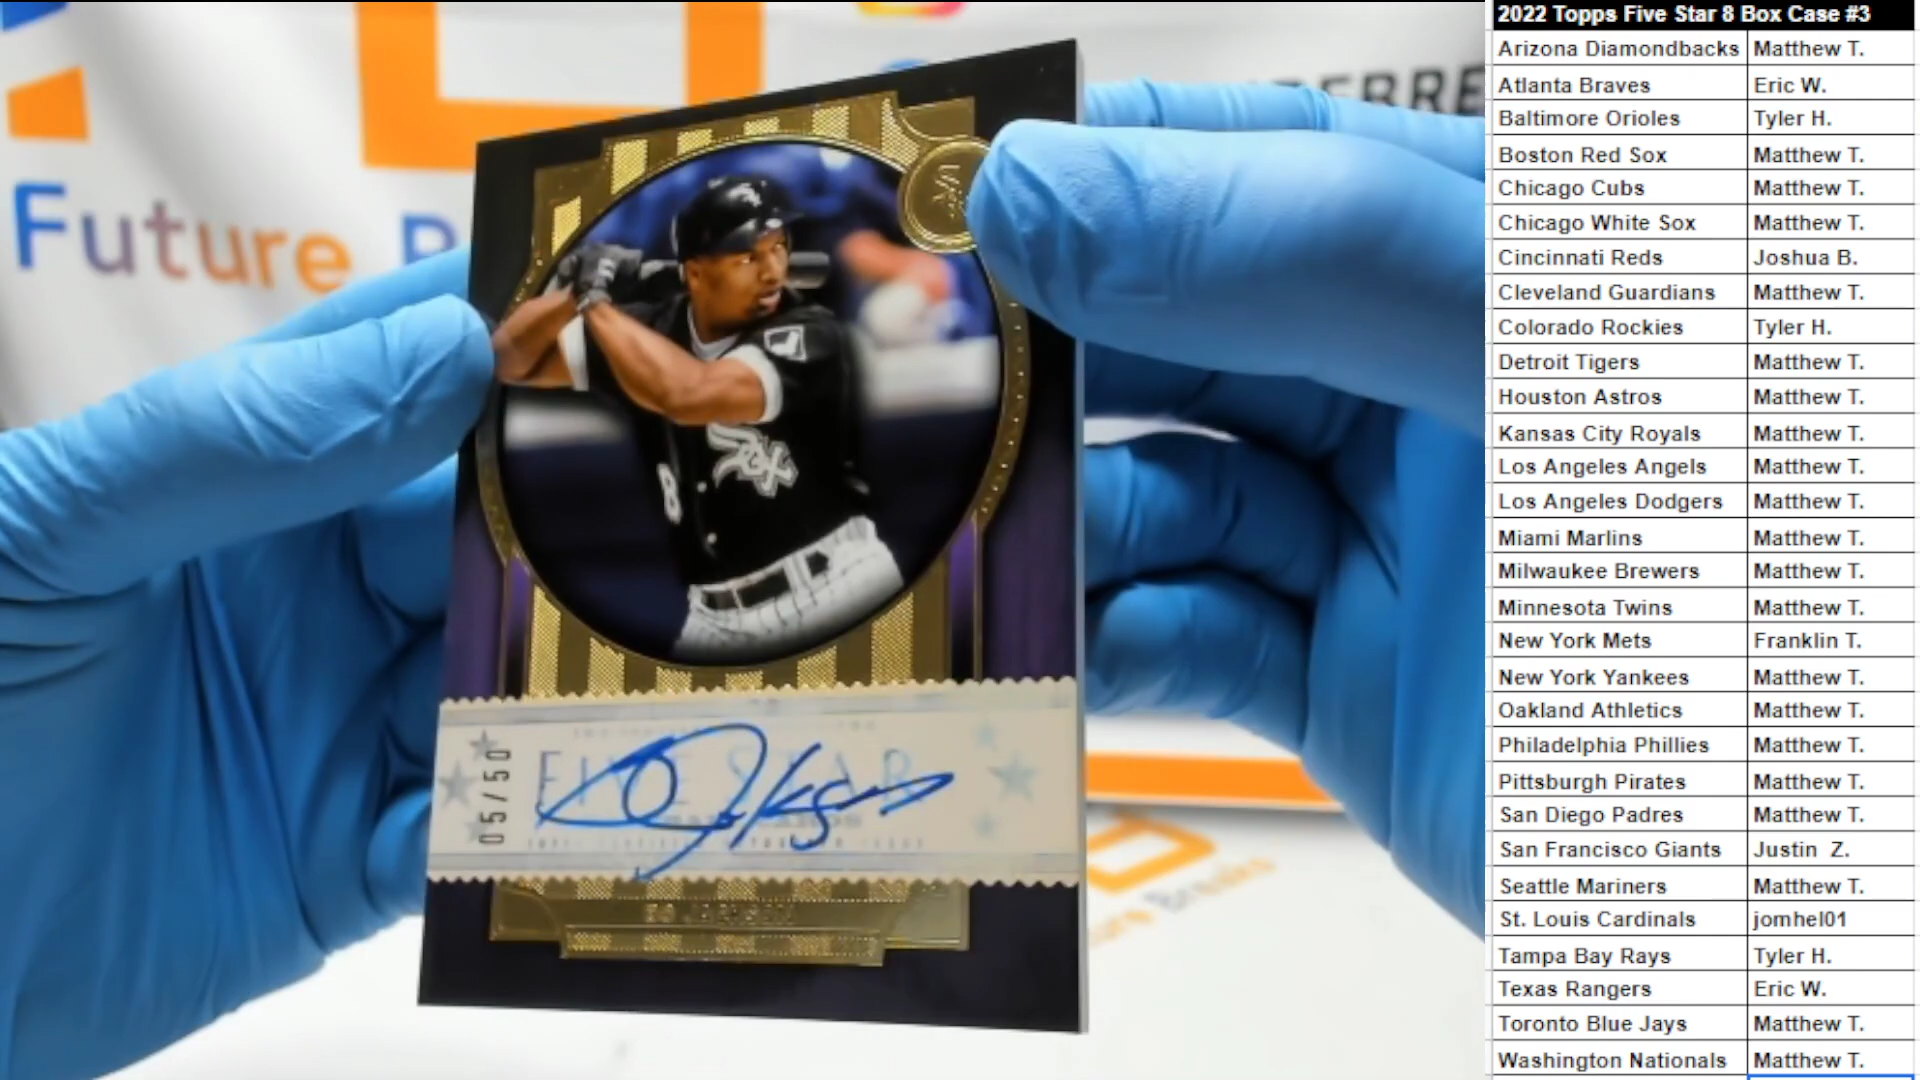 Future
ERRE
Sox
8
05/50
FIVE STAR
BO JACKSON
2022 Topps Five Star 8 Box Case #3
Arizona Diamondbacks Matthew T.
Atlanta Braves Eric W.
Baltimore Orioles Tyler H.
Boston Red Sox Matthew T.
Chicago Cubs Matthew T.
Chicago White Sox Matthew T.
Cincinnati Reds Joshua B.
Cleveland Guardians Matthew T.
Colorado Rockies Tyler H.
Detroit Tigers Matthew T.
Houston Astros Matthew T.
Kansas City Royals Matthew T.
Los Angeles Angels Matthew T.
Los Angeles Dodgers Matthew T.
Miami Marlins Matthew T.
Milwaukee Brewers Matthew T.
Minnesota Twins Matthew T.
New York Mets Franklin T.
New York Yankees Matthew T.
Oakland Athletics Matthew T.
Philadelphia Phillies Matthew T.
Pittsburgh Pirates Matthew T.
San Diego Padres Matthew T.
San Francisco Giants Justin Z.
Seattle Mariners Matthew T.
St. Louis Cardinals jomhel01
Tampa Bay Rays Tyler H.
Texas Rangers Eric W.
Toronto Blue Jays Matthew T.
Washington Nationals Matthew T.